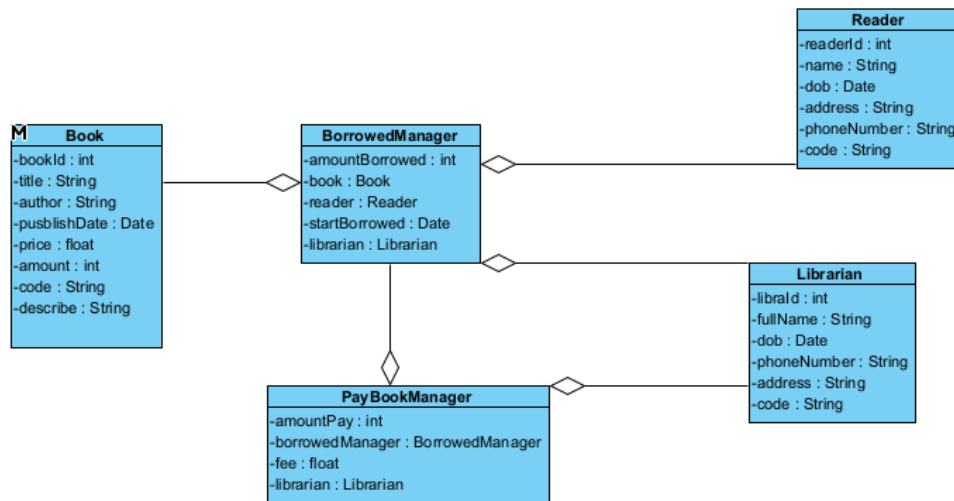 Reader
-readerId : int
-name : String
-dob : Date
-address : String
-phoneNumber : String
-code : String
M
Book
-bookId : int
-title : String
-author : String
-pusblishDate : Date
-price : float
-amount : int
-code : String
-describe : String
BorrowedManager
-amountBorrowed : int
-book : Book
-reader : Reader
-startBorrowed : Date
-librarian : Librarian
Librarian
-libraId : int
-fullName : String
-dob : Date
-phoneNumber : String
-address : String
-code : String
PayBookManager
-amountPay : int
-borrowedManager : BorrowedManager
-fee : float
-librarian : Librarian